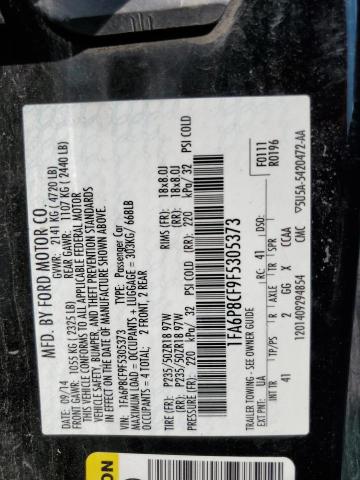 MFD. BY FORD MOTOR CO.
DATE: 09/14 GVWR: 2141 KG ( 4720 LB)
FRONT GAWR: 1055 KG ( 2325 LB) REAR GAWR: 1107 KG ( 2440 LB)
THIS VEHICLE CONFORMS TO ALL APPLICABLE FEDERAL MOTOR
VEHICLE SAFETY, BUMPER, AND THEFT PREVENTION STANDARDS
IN EFFECT ON THE DATE OF MANUFACTURE SHOWN ABOVE.
VIN: 1FA6P8CF9F5305373 TYPE: Passenger Car
MAXIMUM LOAD= OCCUPANTS + LUGGAGE = 303KG/ 668LB
OCCUPANTS 4 TOTAL: 2 FRONT, 2 REAR
TIRE (FR): P235/50ZR18 97W RIMS (FR): 18x8.0J
TIRE (RR): P235/50ZR18 97W (RR): 18x8.0J
PRESSURE (FR): 220 kPa/ 32 PSI COLD
(RR): 220 kPa/ 32 PSI COLD
1FA6P8CF9F5305373
TRAILER TOWING - SEE OWNER GUIDE F0111
EXT PNT: UA RC: 41 DSO: R0196
INT TR TP/PS R AXLE TR SPR
41 2 GG X CCAA
1201409294854 CMC 5U5A-5420472-AA
ON